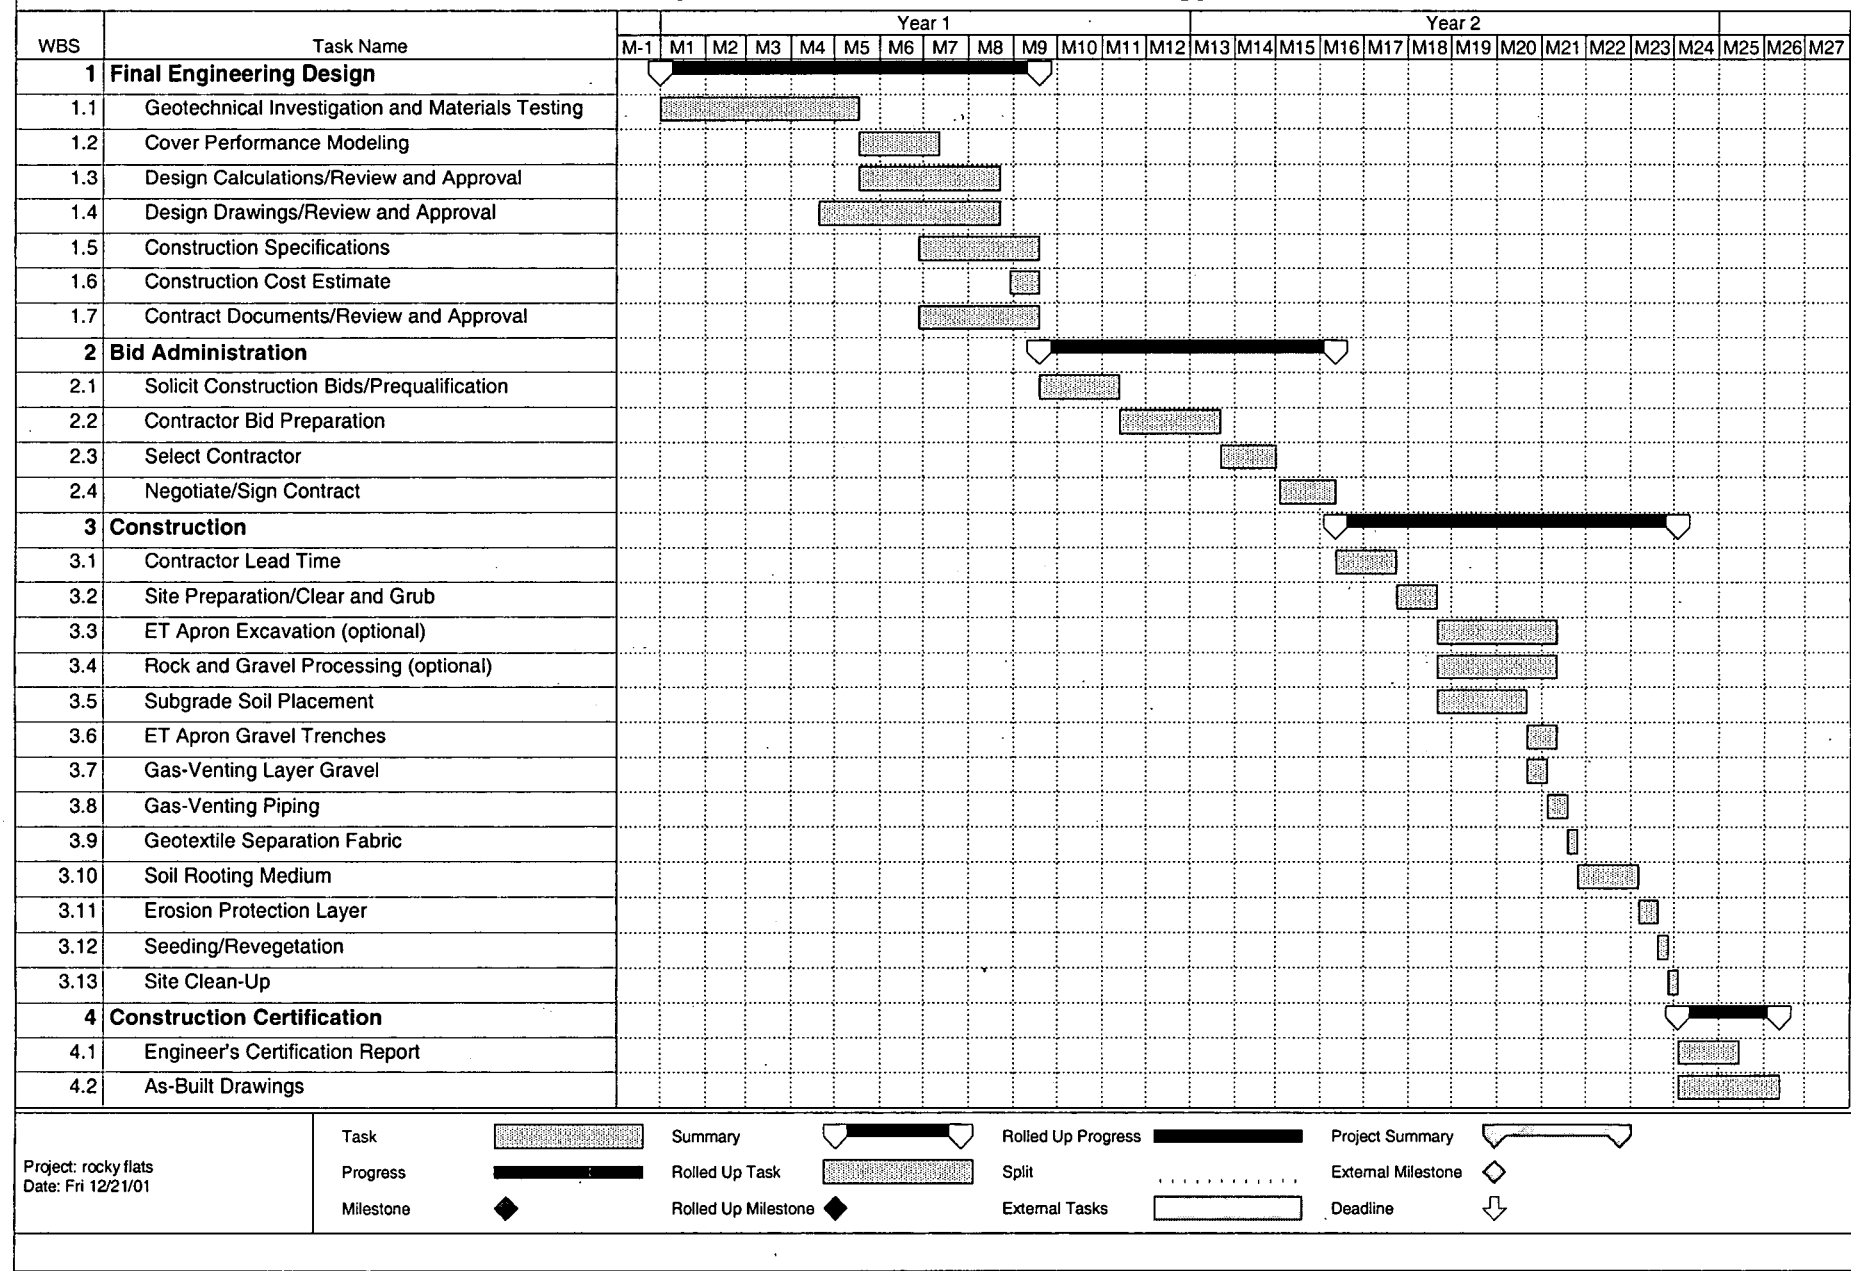 Year 1 Year 2
WBS Task Name M-1 M1 M2 M3 M4 M5 M6 M7 M8 M9 M10 M11 M12 M13 M14 M15 M16 M17 M18 M19 M20 M21 M22 M23 M24 M25 M26 M27
1 Final Engineering Design
1.1 Geotechnical Investigation and Materials Testing
1.2 Cover Performance Modeling
1.3 Design Calculations/Review and Approval
1.4 Design Drawings/Review and Approval
1.5 Construction Specifications
1.6 Construction Cost Estimate
1.7 Contract Documents/Review and Approval
2 Bid Administration
2.1 Solicit Construction Bids/Prequalification
2.2 Contractor Bid Preparation
2.3 Select Contractor
2.4 Negotiate/Sign Contract
3 Construction
3.1 Contractor Lead Time
3.2 Site Preparation/Clear and Grub
3.3 ET Apron Excavation (optional)
3.4 Rock and Gravel Processing (optional)
3.5 Subgrade Soil Placement
3.6 ET Apron Gravel Trenches
3.7 Gas-Venting Layer Gravel
3.8 Gas-Venting Piping
3.9 Geotextile Separation Fabric
3.10 Soil Rooting Medium
3.11 Erosion Protection Layer
3.12 Seeding/Revegetation
3.13 Site Clean-Up
4 Construction Certification
4.1 Engineer's Certification Report
4.2 As-Built Drawings
Project: rocky flats
Date: Fri 12/21/01
Task Summary Rolled Up Progress Project Summary
Progress Rolled Up Task Split External Milestone
Milestone Rolled Up Milestone External Tasks Deadline